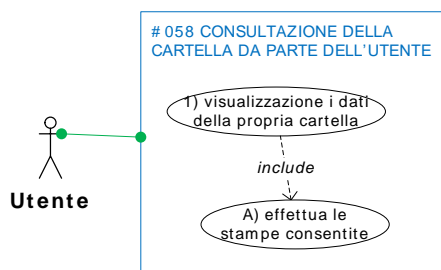 # 058 CONSULTAZIONE DELLA
CARTELLA DA PARTE DELL'UTENTE
1) visualizzazione i dati
della propria cartella
include
Utente
A) effettua le
stampe consentite